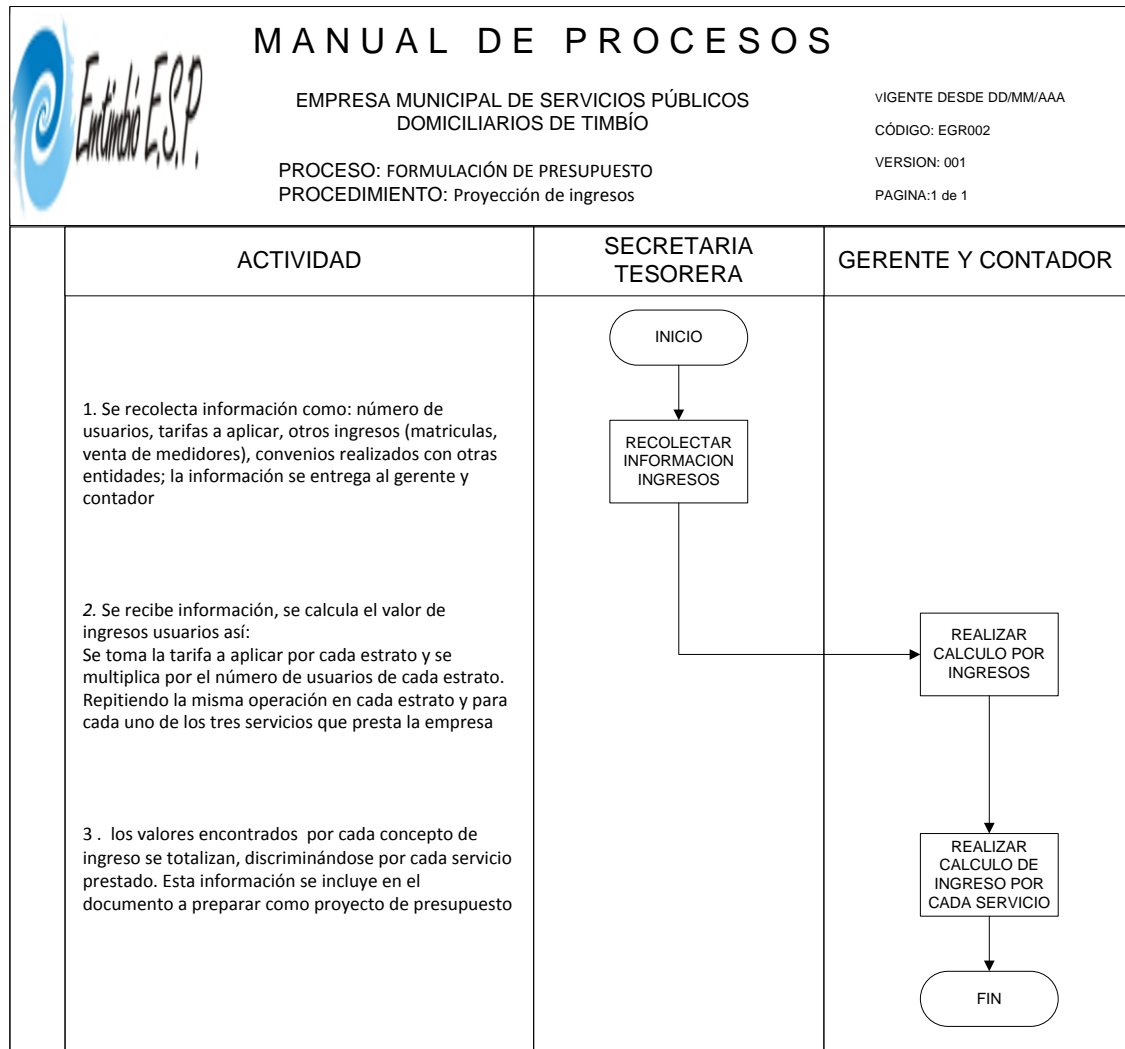 Emtimbío E.S.P.
MANUAL DE PROCESOS
EMPRESA MUNICIPAL DE SERVICIOS PÚBLICOS
DOMICILIARIOS DE TIMBÍO
PROCESO: FORMULACIÓN DE PRESUPUESTO
PROCEDIMIENTO: Proyección de ingresos
VIGENTE DESDE DD/MM/AAA
CÓDIGO: EGR002
VERSION: 001
PAGINA:1 de 1
ACTIVIDAD
SECRETARIA
TESORERA
GERENTE Y CONTADOR
INICIO
1. Se recolecta información como: número de
usuarios, tarifas a aplicar, otros ingresos (matriculas,
venta de medidores), convenios realizados con otras
entidades; la información se entrega al gerente y
contador
RECOLECTAR
INFORMACION
INGRESOS
2. Se recibe información, se calcula el valor de
ingresos usuarios así:
Se toma la tarifa a aplicar por cada estrato y se
multiplica por el número de usuarios de cada estrato.
Repitiendo la misma operación en cada estrato y para
cada uno de los tres servicios que presta la empresa
REALIZAR
CALCULO POR
INGRESOS
3 . los valores encontrados por cada concepto de
ingreso se totalizan, discriminándose por cada servicio
prestado. Esta información se incluye en el
documento a preparar como proyecto de presupuesto
REALIZAR
CALCULO DE
INGRESO POR
CADA SERVICIO
FIN